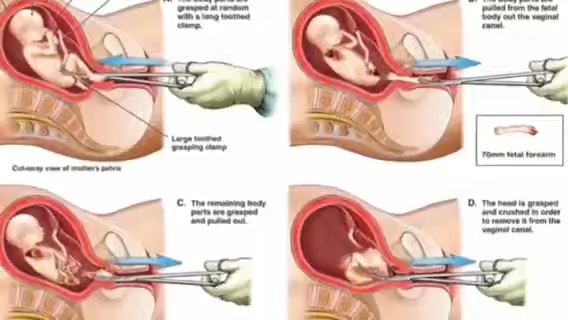 grasped at random
with a long toothed
clamp.
pulled from the fetal
body out the vaginal
canal.
Large toothed
grasping clamp
70mm fetal forearm
Cut-away view of mother's pelvis
C. The remaining body
parts are grasped
and pulled out.
D. The head is grasped
and crushed in order
to remove it from the
vaginal canal.